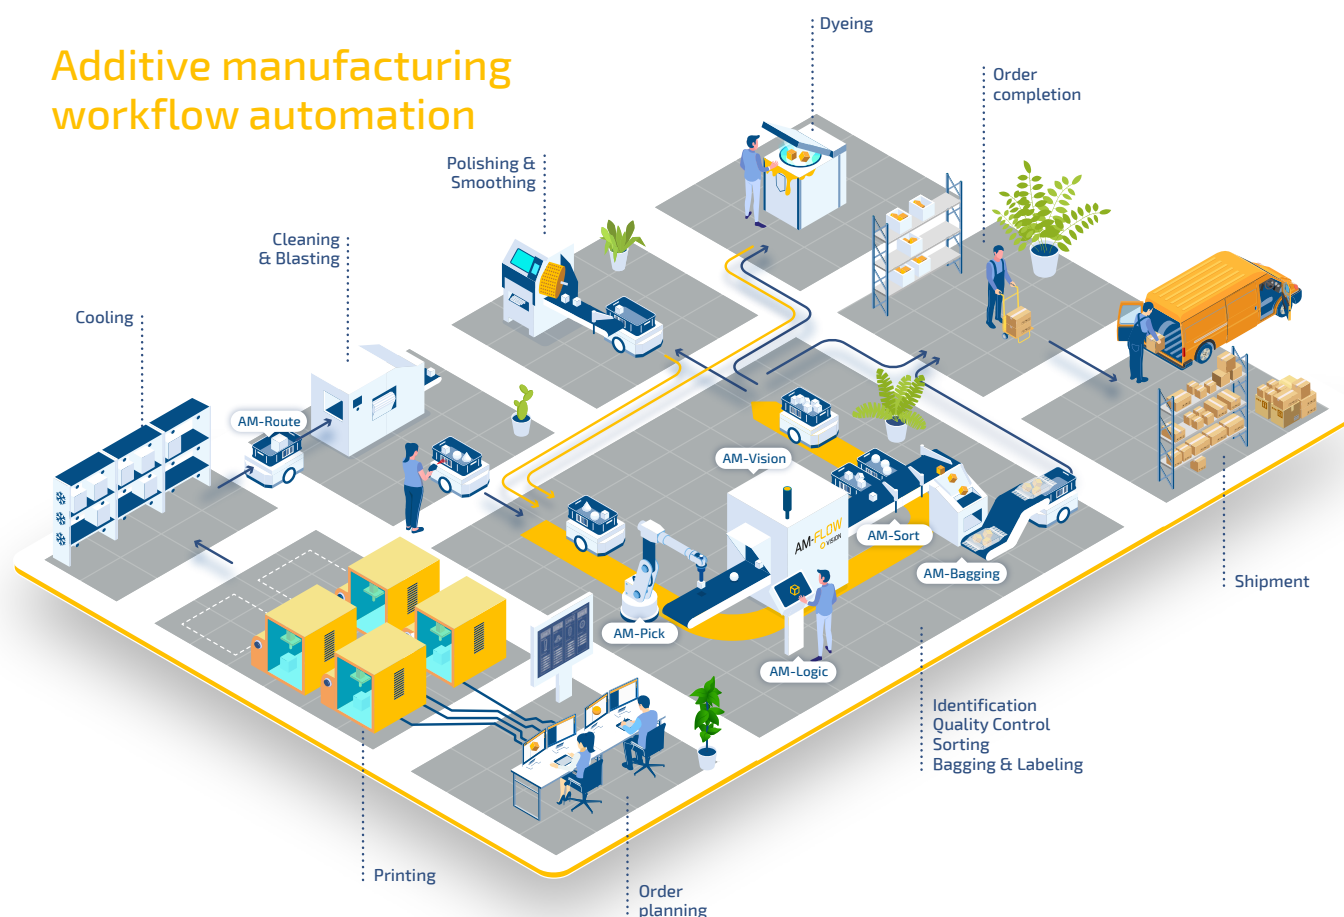 Additive manufacturing
workflow automation
Dyeing
Order
completion
Polishing &
Smoothing
Cleaning
& Blasting
Cooling
AM-Route
AM-Vision
AM-FLOW
VISION
AM-Sort
AM-Bagging
AM-Pick
AM-Logic
Shipment
Identification
Quality Control
Sorting
Bagging & Labeling
Printing
Order
planning